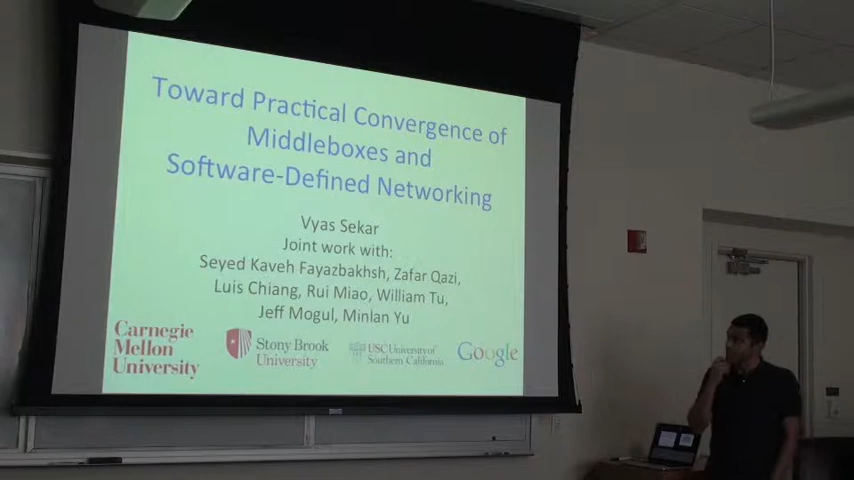 Toward Practical Convergence of
Middleboxes and
Software-Defined Networking
Vyas Sekar
Joint work with:
Seyed Kaveh Fayazbakhsh, Zafar Qazi,
Luis Chiang, Rui Miao, William Tu,
Jeff Mogul, Minlan Yu
Carnegie
Mellon
University
Stony Brook
University
USC University of
Southern California
Google